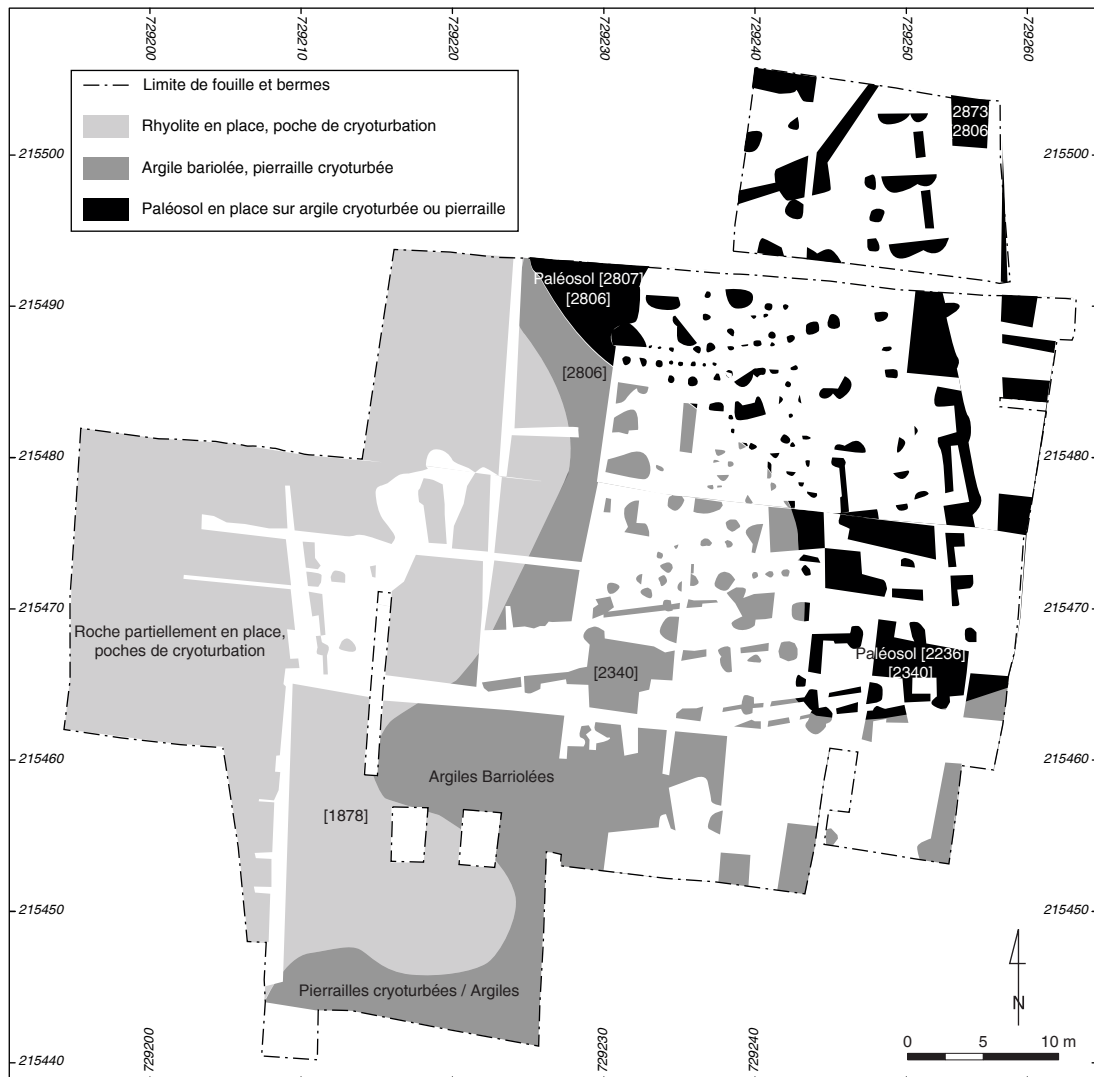 729200
729210
729220
729230
729240
729250
729260
Limite de fouille et bermes
Rhyolite en place, poche de cryoturbation
Argile bariolée, pierraille cryoturbée
Paléosol en place sur argile cryoturbée ou pierraille
2873
2806
215500
215500
Paléosol [2807]
[2806]
215490
215490
[2806]
215480
215480
215470
215470
Roche partiellement en place,
poches de cryoturbation
[2340]
Paléosol [2236]
[2340]
215460
215460
Argiles Barriolées
[1878]
215450
215450
Pierrailles cryoturbées / Argiles
N
0 5 10 m
215440
729200
729230
729240